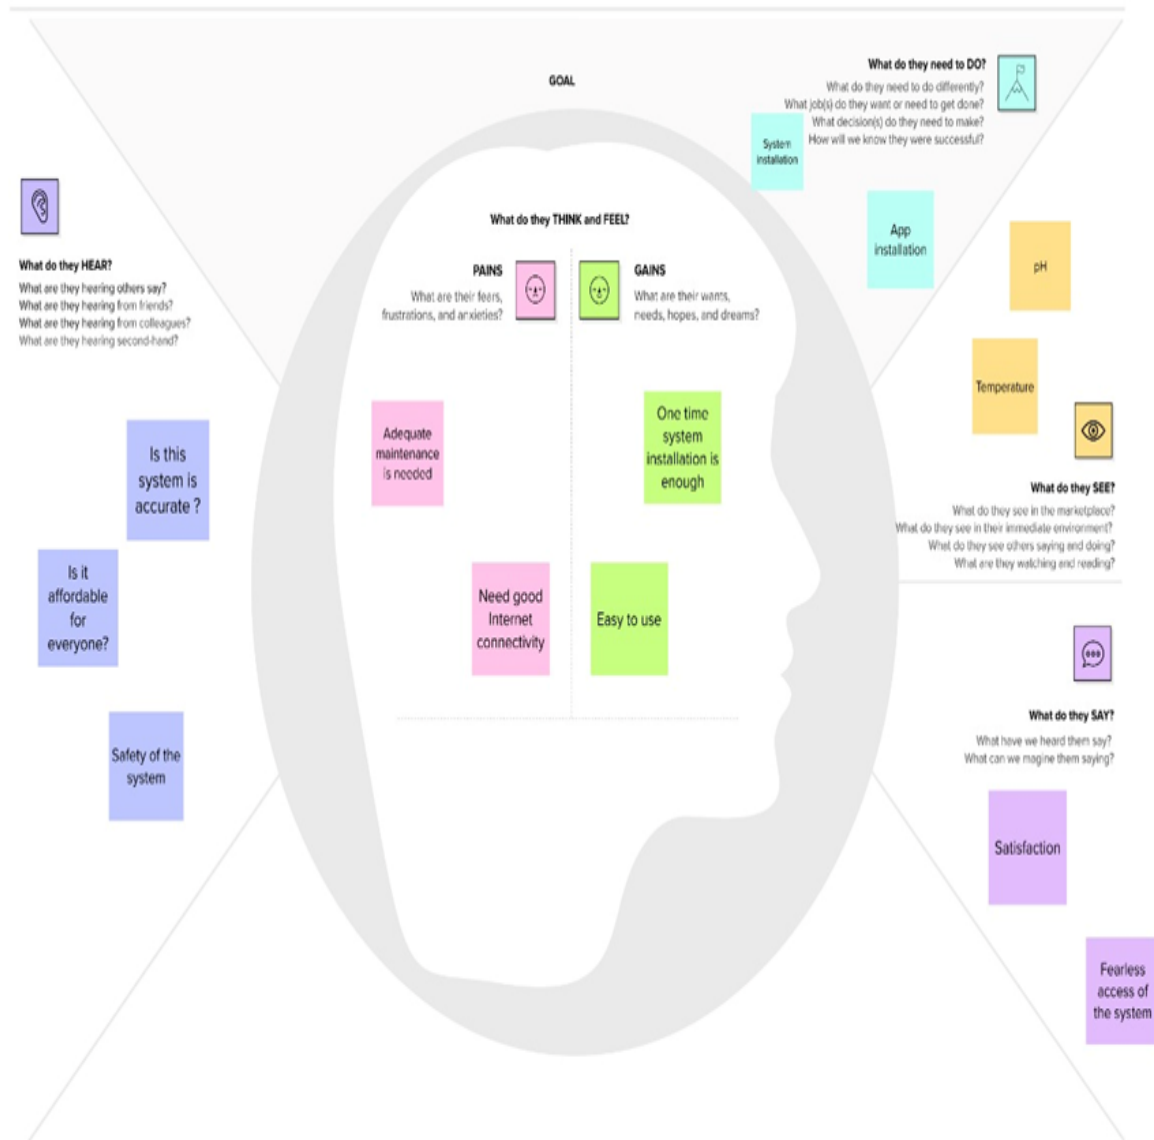 GOAL
What do they need to DO?
What do they need to do differently?
What job(s) do they want or need to get done?
What decision(s) do they need to make?
How will we know they were successful?
System
installation
App
installation
What do they HEAR?
What are they hearing others say?
What are they hearing from friends?
What are they hearing from colleagues?
What are they hearing second-hand?
Is this
system is
accurate ?
Is it
affordable
for
everyone?
Safety of the
system
What do they THINK and FEEL?
PAINS
What are their fears,
frustrations, and anxieties?
Adequate
maintenance
is needed
Need good
Internet
connectivity
GAINS
What are their wants,
needs, hopes, and dreams?
One time
system
installation is
enough
Easy to use
pH
Temperature
What do they SEE?
What do they see in the marketplace?
What do they see in their immediate environment?
What do they see others saying and doing?
What are they watching and reading?
What do they SAY?
What have we heard them say?
What can we magine them saying?
Satisfaction
Fearless
access of
the system